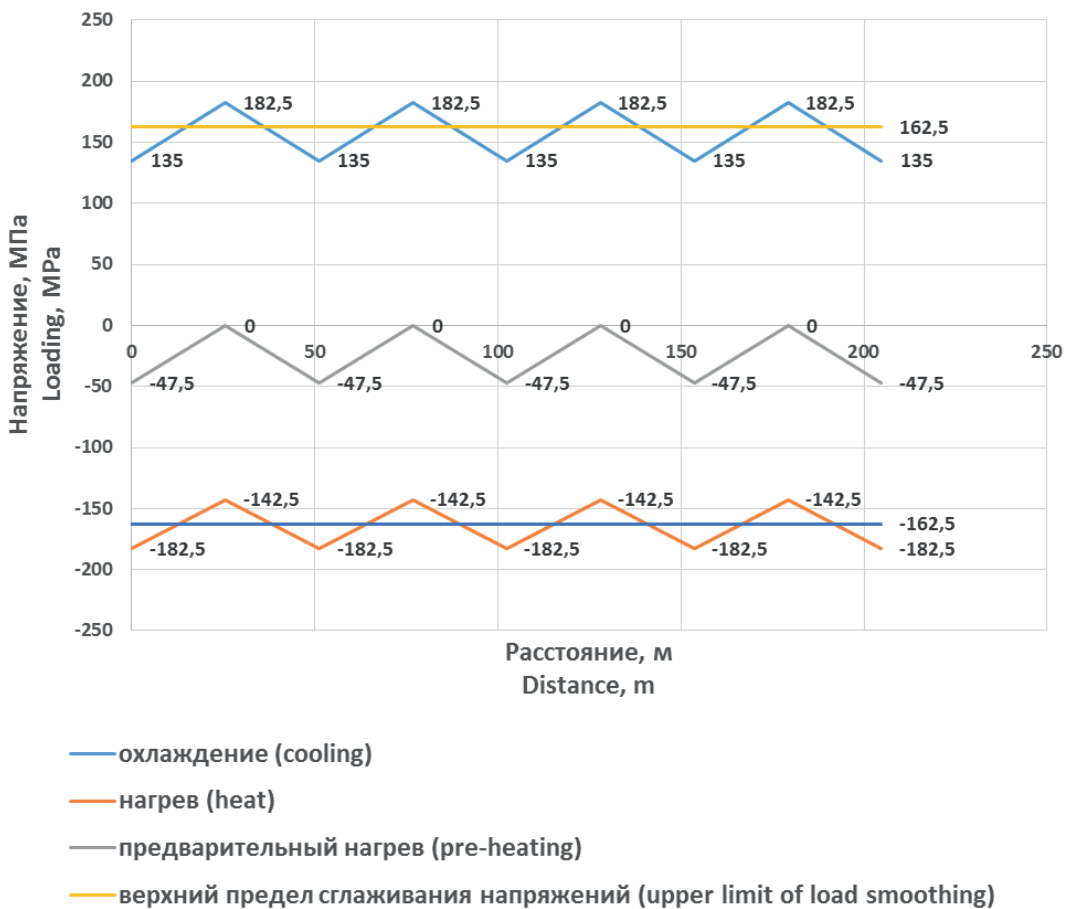 250
200
182,5 182,5 182,5 182,5
162,5
150
135 135 135 135 135
100
50
0
0 0 0 0
0 50 100 150 200 250
-50
-47,5 -47,5 -47,5 -47,5 -47,5
-100
-150
-142,5 -142,5 -142,5 -142,5
-162,5
-182,5 -182,5 -182,5 -182,5 -182,5
-200
-250
Напряжение, МПа
Loading, MPa
Расстояние, м
Distance, m
охлаждение (cooling)
нагрев (heat)
предварительный нагрев (pre-heating)
верхний предел сглаживания напряжений (upper limit of load smoothing)